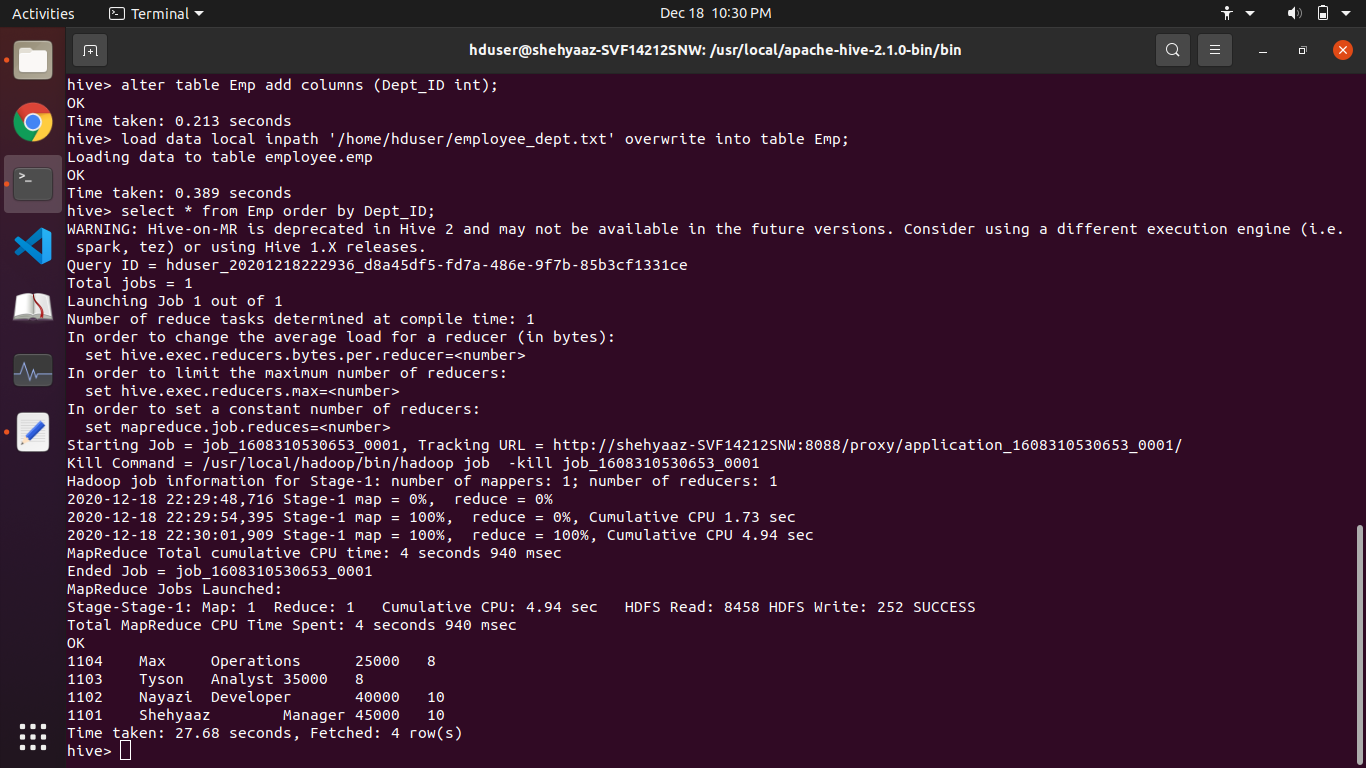 Activities
Terminal
Dec 18  10:30 PM
hduser@shehyaaz-SVF14212SNW: /usr/local/apache-hive-2.1.0-bin/bin
hive> alter table Emp add columns (Dept_ID int);
OK
Time taken: 0.213 seconds
hive> load data local inpath '/home/hduser/employee_dept.txt' overwrite into table Emp;
Loading data to table employee.emp
OK
Time taken: 0.389 seconds
hive> select * from Emp order by Dept_ID;
WARNING: Hive-on-MR is deprecated in Hive 2 and may not be available in the future versions. Consider using a different execution engine (i.e.
 spark, tez) or using Hive 1.X releases.
Query ID = hduser_20201218222936_d8a45df5-fd7a-486e-9f7b-85b3cf1331ce
Total jobs = 1
Launching Job 1 out of 1
Number of reduce tasks determined at compile time: 1
In order to change the average load for a reducer (in bytes):
  set hive.exec.reducers.bytes.per.reducer=<number>
In order to limit the maximum number of reducers:
  set hive.exec.reducers.max=<number>
In order to set a constant number of reducers:
  set mapreduce.job.reduces=<number>
Starting Job = job_1608310530653_0001, Tracking URL = http://shehyaaz-SVF14212SNW:8088/proxy/application_1608310530653_0001/
Kill Command = /usr/local/hadoop/bin/hadoop job  -kill job_1608310530653_0001
Hadoop job information for Stage-1: number of mappers: 1; number of reducers: 1
2020-12-18 22:29:48,716 Stage-1 map = 0%,  reduce = 0%
2020-12-18 22:29:54,395 Stage-1 map = 100%,  reduce = 0%, Cumulative CPU 1.73 sec
2020-12-18 22:30:01,909 Stage-1 map = 100%,  reduce = 100%, Cumulative CPU 4.94 sec
MapReduce Total cumulative CPU time: 4 seconds 940 msec
Ended Job = job_1608310530653_0001
MapReduce Jobs Launched:
Stage-Stage-1: Map: 1  Reduce: 1   Cumulative CPU: 4.94 sec   HDFS Read: 8458 HDFS Write: 252 SUCCESS
Total MapReduce CPU Time Spent: 4 seconds 940 msec
OK
1104    Max     Operations      25000   8
1103    Tyson   Analyst 35000   8
1102    Nayazi  Developer       40000   10
1101    Shehyaaz        Manager 45000   10
Time taken: 27.68 seconds, Fetched: 4 row(s)
hive>